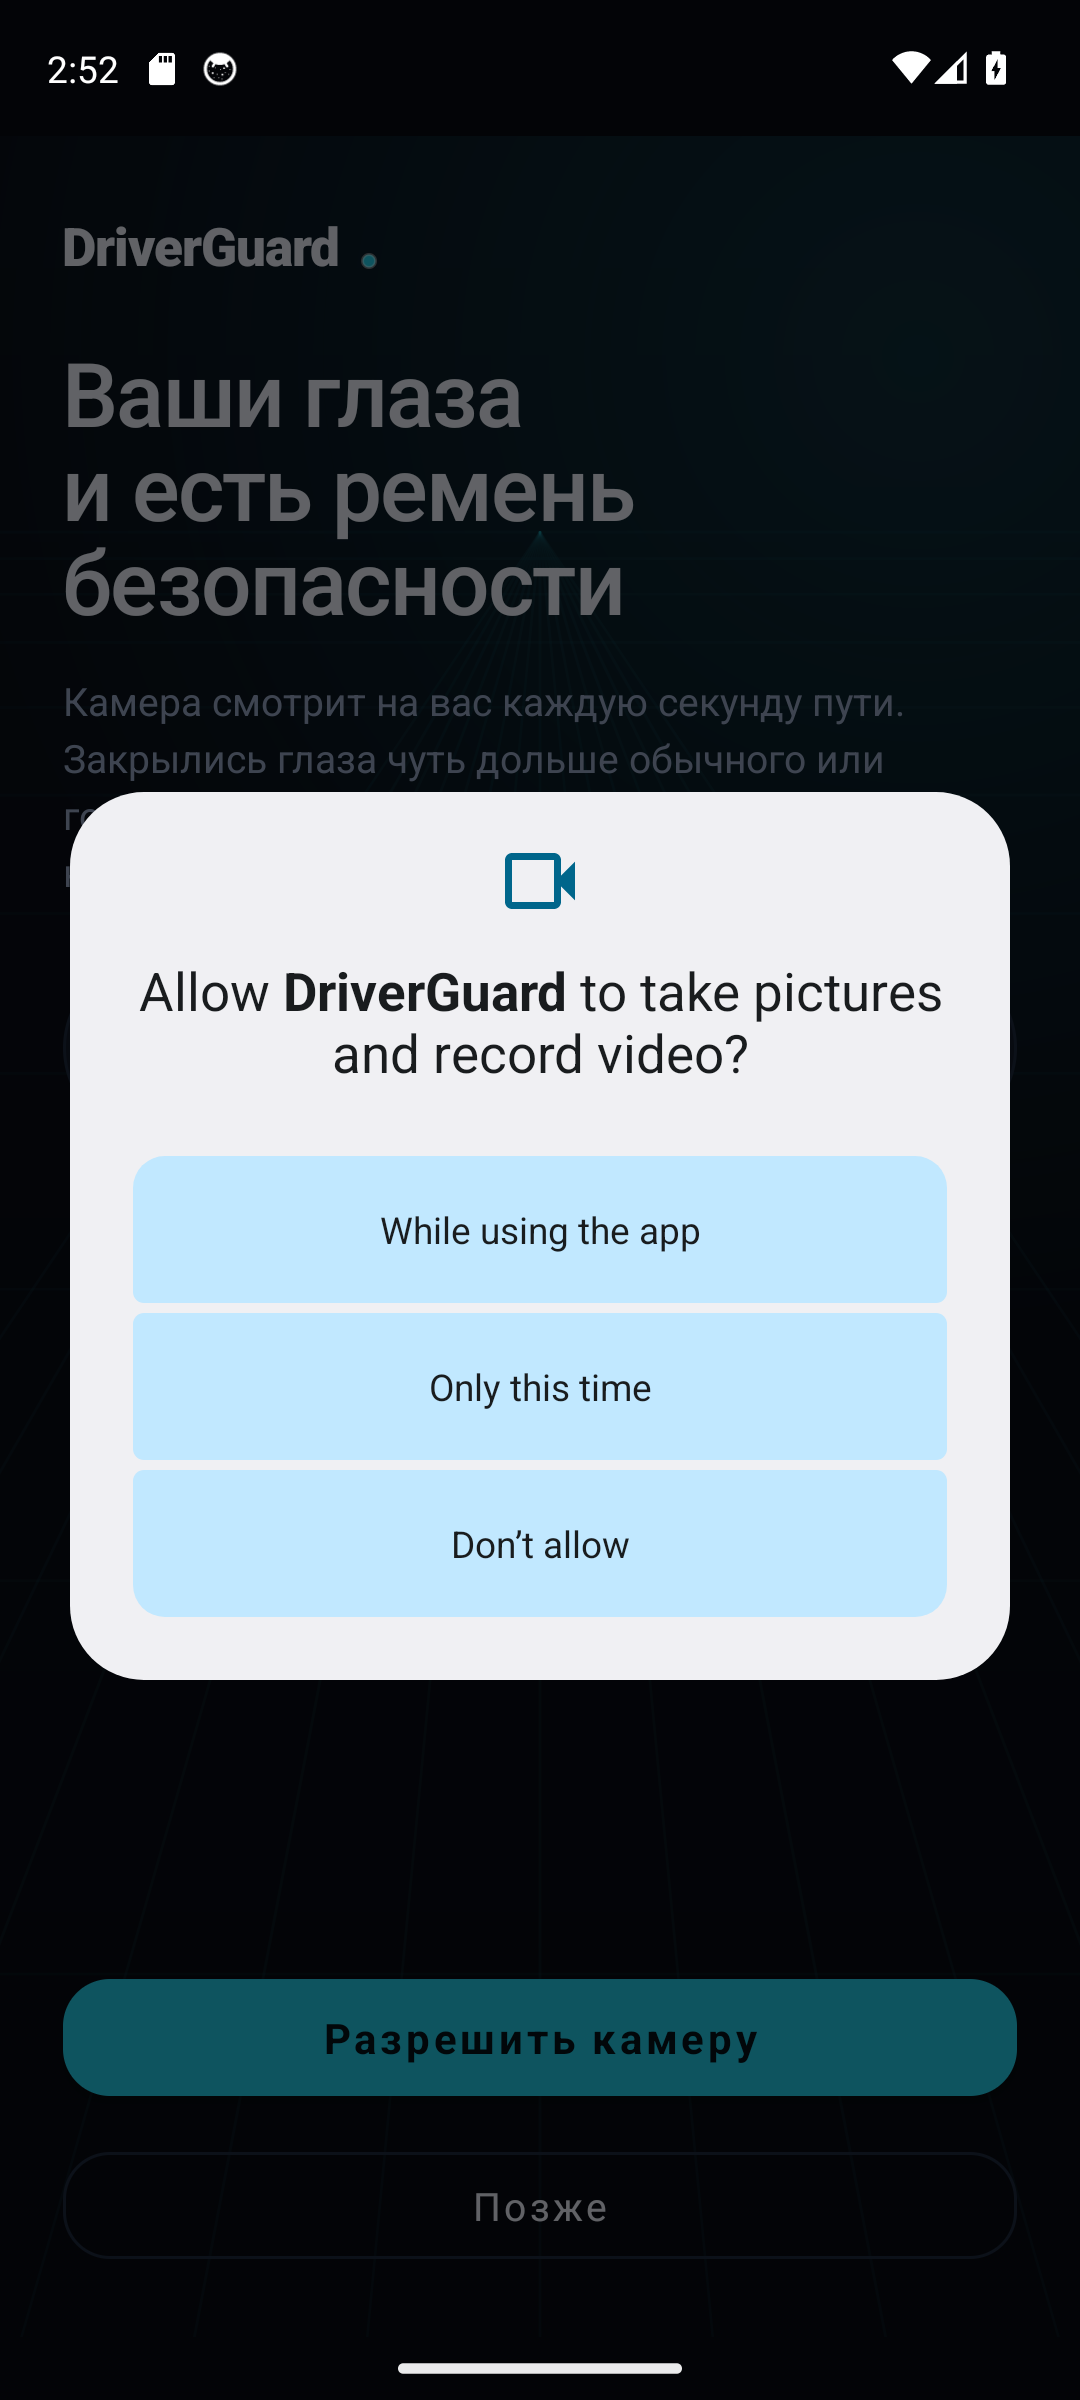 2:52
DriverGuard
Ваши глаза
и есть ремень
безопасности
Камера смотрит на вас каждую секунду пути.
Закрылись глаза чуть дольше обычного или
Allow DriverGuard to take pictures
and record video?
While using the app
Only this time
Don’t allow
Разрешить камеру
Позже